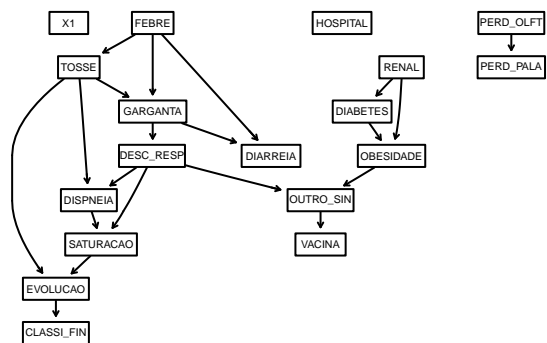 X1
FEBRE
HOSPITAL
PERD_OLFT
TOSSE
RENAL
PERD_PALA
GARGANTA
DIABETES
DESC_RESP
DIARREIA
OBESIDADE
DISPNEIA
OUTRO_SIN
SATURACAO
VACINA
EVOLUCAO
CLASSI_FIN